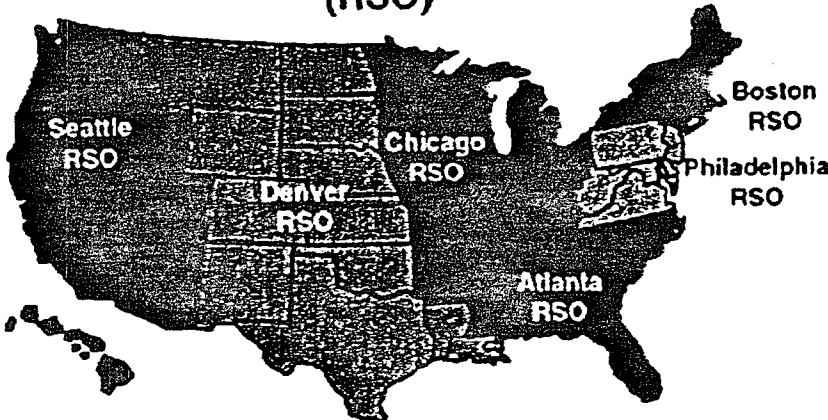 (RSO)
Boston
RSO
Seattle
RSO
Chicago
RSO
Philadelphia
RSO
Denver
RSO
Atlanta
RSO